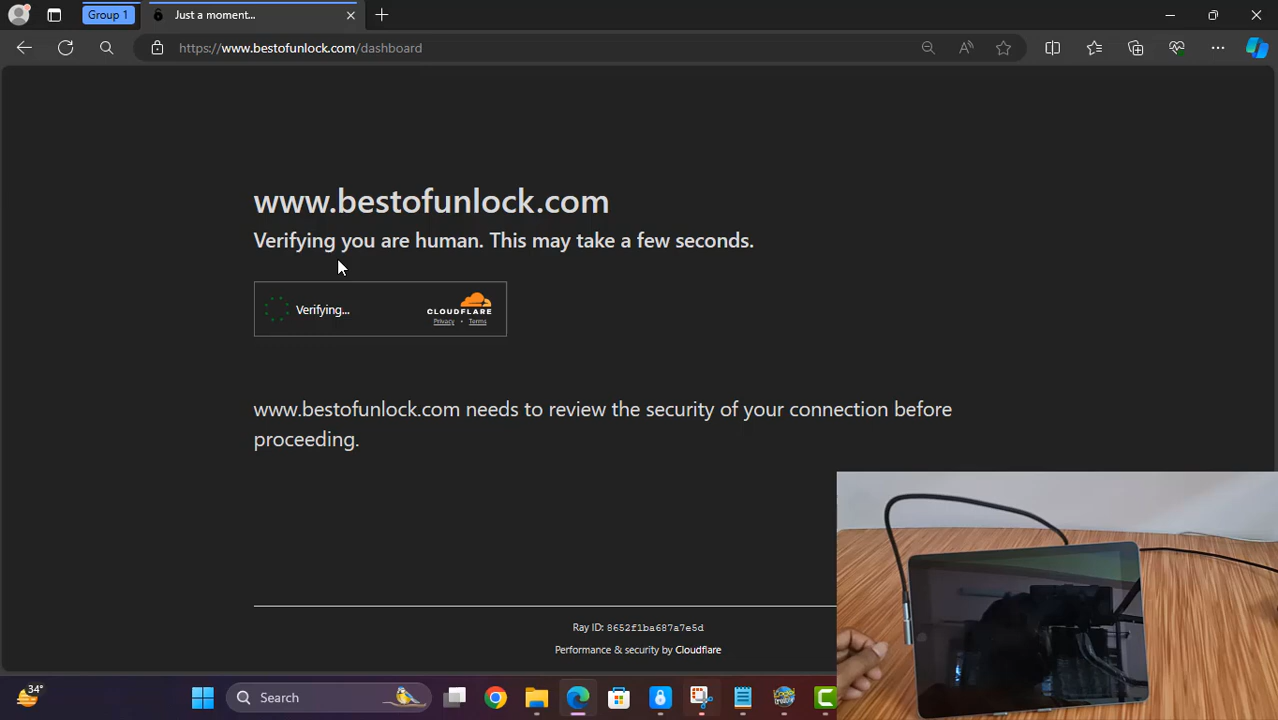 Group 1
Just a moment...
https://www.bestofunlock.com/dashboard
www.bestofunlock.com
Verifying you are human. This may take a few seconds.
Verifying...
CLOUDFLARE
Privacy • Terms
www.bestofunlock.com needs to review the security of your connection before
proceeding.
Ray ID: 8652f1ba687a7e5d
Performance & security by Cloudflare
34°
Search